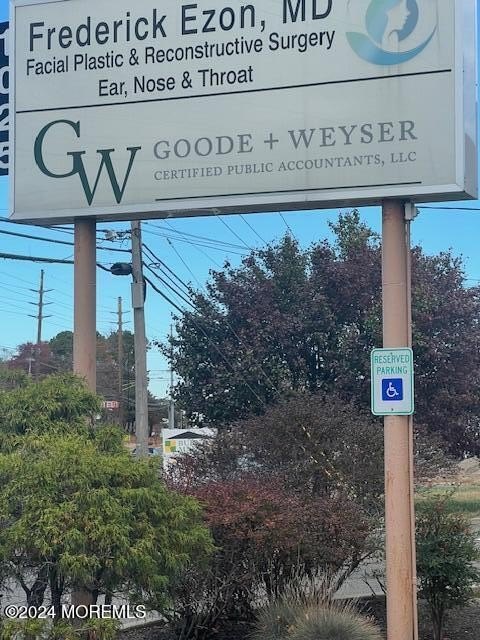 Frederick Ezon, MD
Facial Plastic & Reconstructive Surgery
Ear, Nose & Throat
GW
GOODE + WEYSER
CERTIFIED PUBLIC ACCOUNTANTS, LLC
RESERVED
PARKING
©2024 MOREMLS